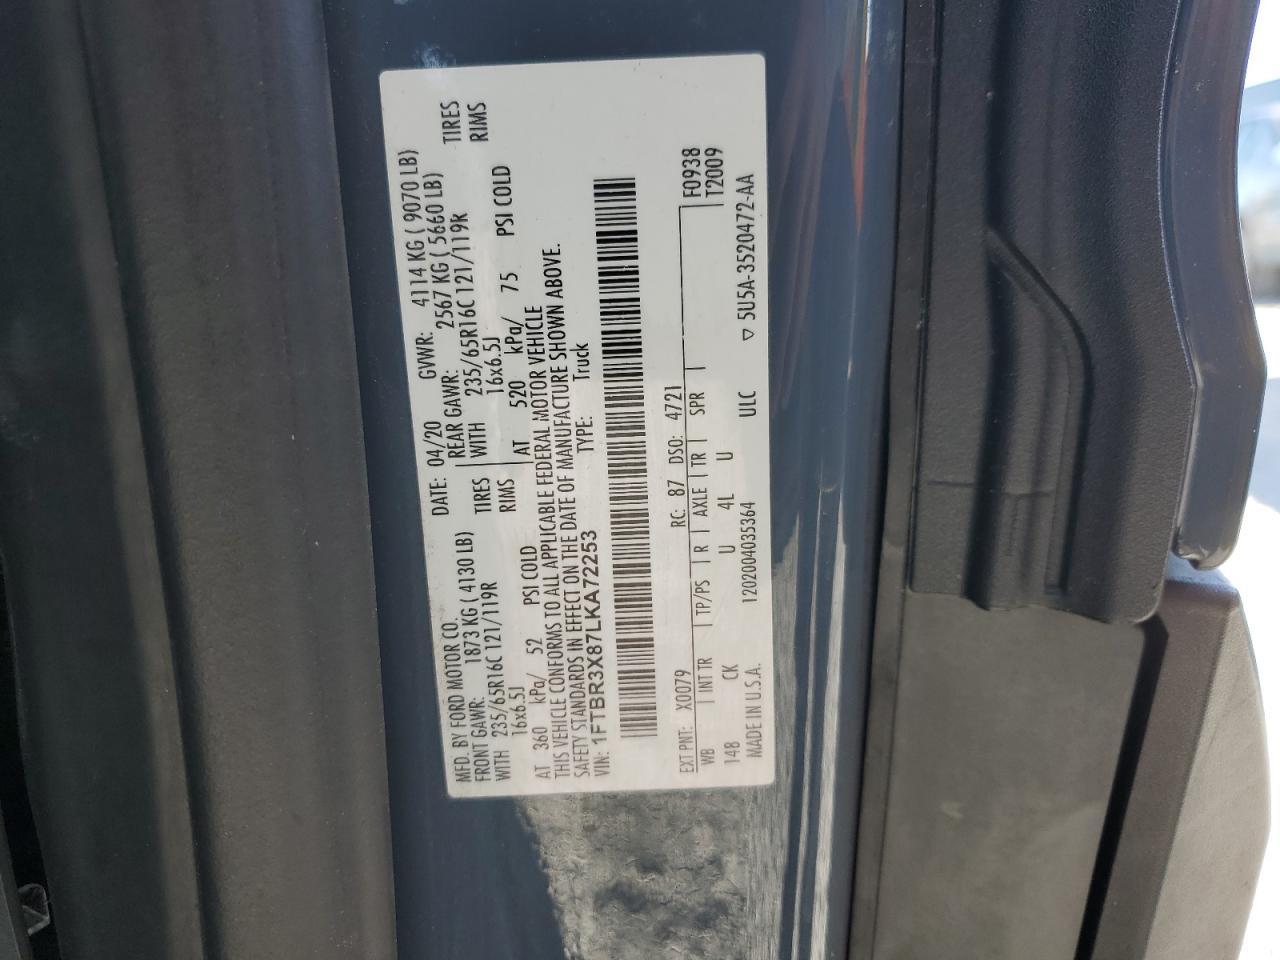 MFD. BY FORD MOTOR CO. DATE: 04/20 GVWR: 4114 KG ( 9070 LB)
FRONT GAWR: 1873 KG ( 4130 LB) REAR GAWR: 2567 KG ( 5660 LB)
WITH 235/65R16C 121/119R TIRES WITH 235/65R16C 121/119R TIRES
16x6.5J RIMS 16x6.5J RIMS
AT 360 kPa/ 52 PSI COLD AT 520 kPa/ 75 PSI COLD
THIS VEHICLE CONFORMS TO ALL APPLICABLE FEDERAL MOTOR VEHICLE
SAFETY STANDARDS IN EFFECT ON THE DATE OF MANUFACTURE SHOWN ABOVE.
VIN: 1FTBR3X87LKA72253 TYPE: Truck
EXT PNT: X0079 RC: 87 DSO: 4721 F0938
WB INT TR TP/PS R AXLE TR SPR T2009
148 CK U 4L U
MADE IN U.S.A. 1202004035364 ULC ▽ 5U5A-3520472-AA